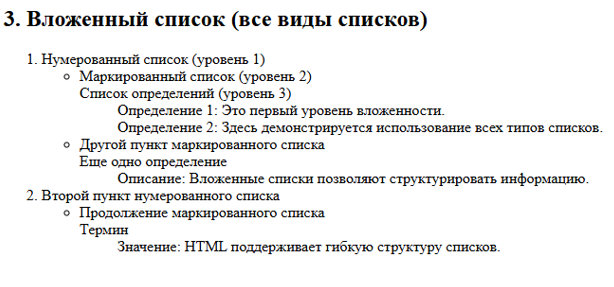 3. Вложенный список (все виды списков)
1. Нумерованный список (уровень 1)
Маркированный список (уровень 2)
Список определений (уровень 3)
Определение 1: Это первый уровень вложенности.
Определение 2: Здесь демонстрируется использование всех типов списков.
Другой пункт маркированного списка
Еще одно определение
Описание: Вложенные списки позволяют структурировать информацию.
2. Второй пункт нумерованного списка
Продолжение маркированного списка
Термин
Значение: HTML поддерживает гибкую структуру списков.